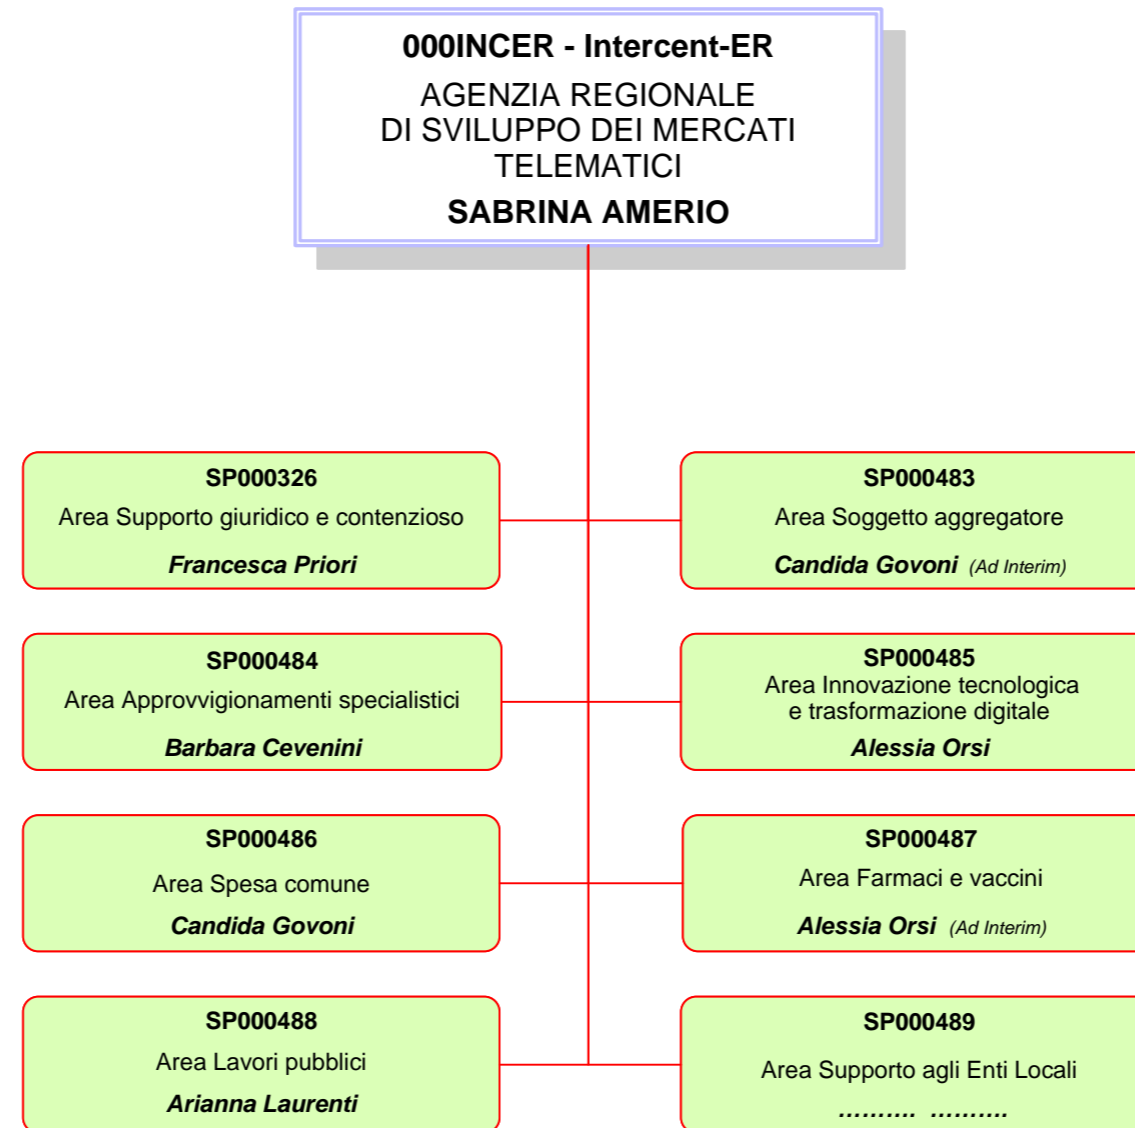 000INCER - Intercent-ER
AGENZIA REGIONALE
DI SVILUPPO DEI MERCATI
TELEMATICI
SABRINA AMERIO
SP000326
Area Supporto giuridico e contenzioso
Francesca Priori
SP000483
Area Soggetto aggregatore
Candida Govoni (Ad Interim)
SP000484
Area Approvvigionamenti specialistici
Barbara Cevenini
SP000485
Area Innovazione tecnologica
e trasformazione digitale
Alessia Orsi
SP000486
Area Spesa comune
Candida Govoni
SP000487
Area Farmaci e vaccini
Alessia Orsi (Ad Interim)
SP000488
Area Lavori pubblici
Arianna Laurenti
SP000489
Area Supporto agli Enti Locali
………. ……….